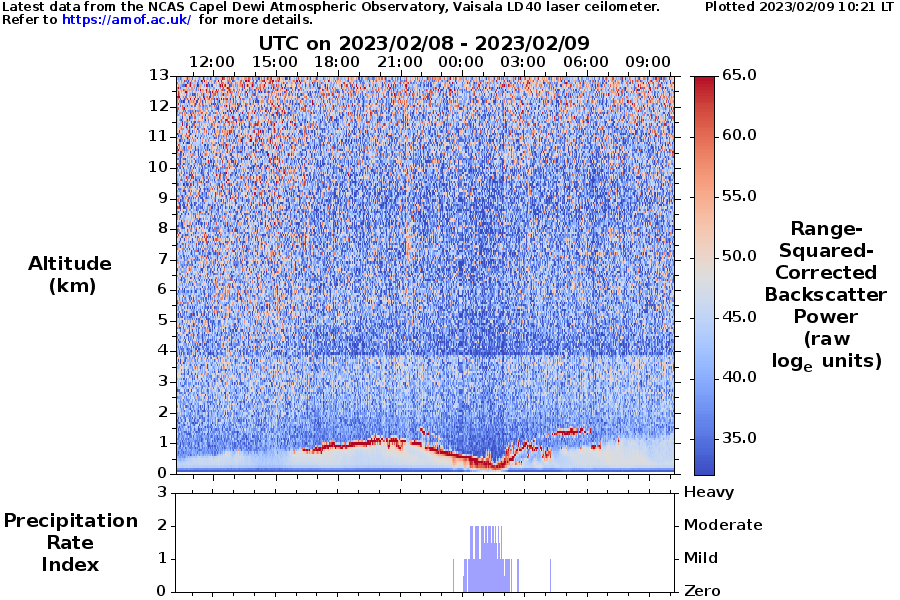 Latest data from the NCAS Capel Dewi Atmospheric Observatory, Vaisala LD40 laser ceilometer.
Plotted 2023/02/09 10:21 LT
Refer to https://amof.ac.uk/ for more details.
UTC on 2023/02/08 - 2023/02/09
12:00 15:00 18:00 21:00 00:00 03:00 06:00 09:00
13
12
11
10
9
8
7
6
5
4
3
2
1
0
Altitude
(km)
65.0
60.0
55.0
50.0
45.0
40.0
35.0
Range-
Squared-
Corrected
Backscatter
Power
(raw
logₑ units)
3
2
1
0
Precipitation
Rate
Index
Heavy
Moderate
Mild
Zero